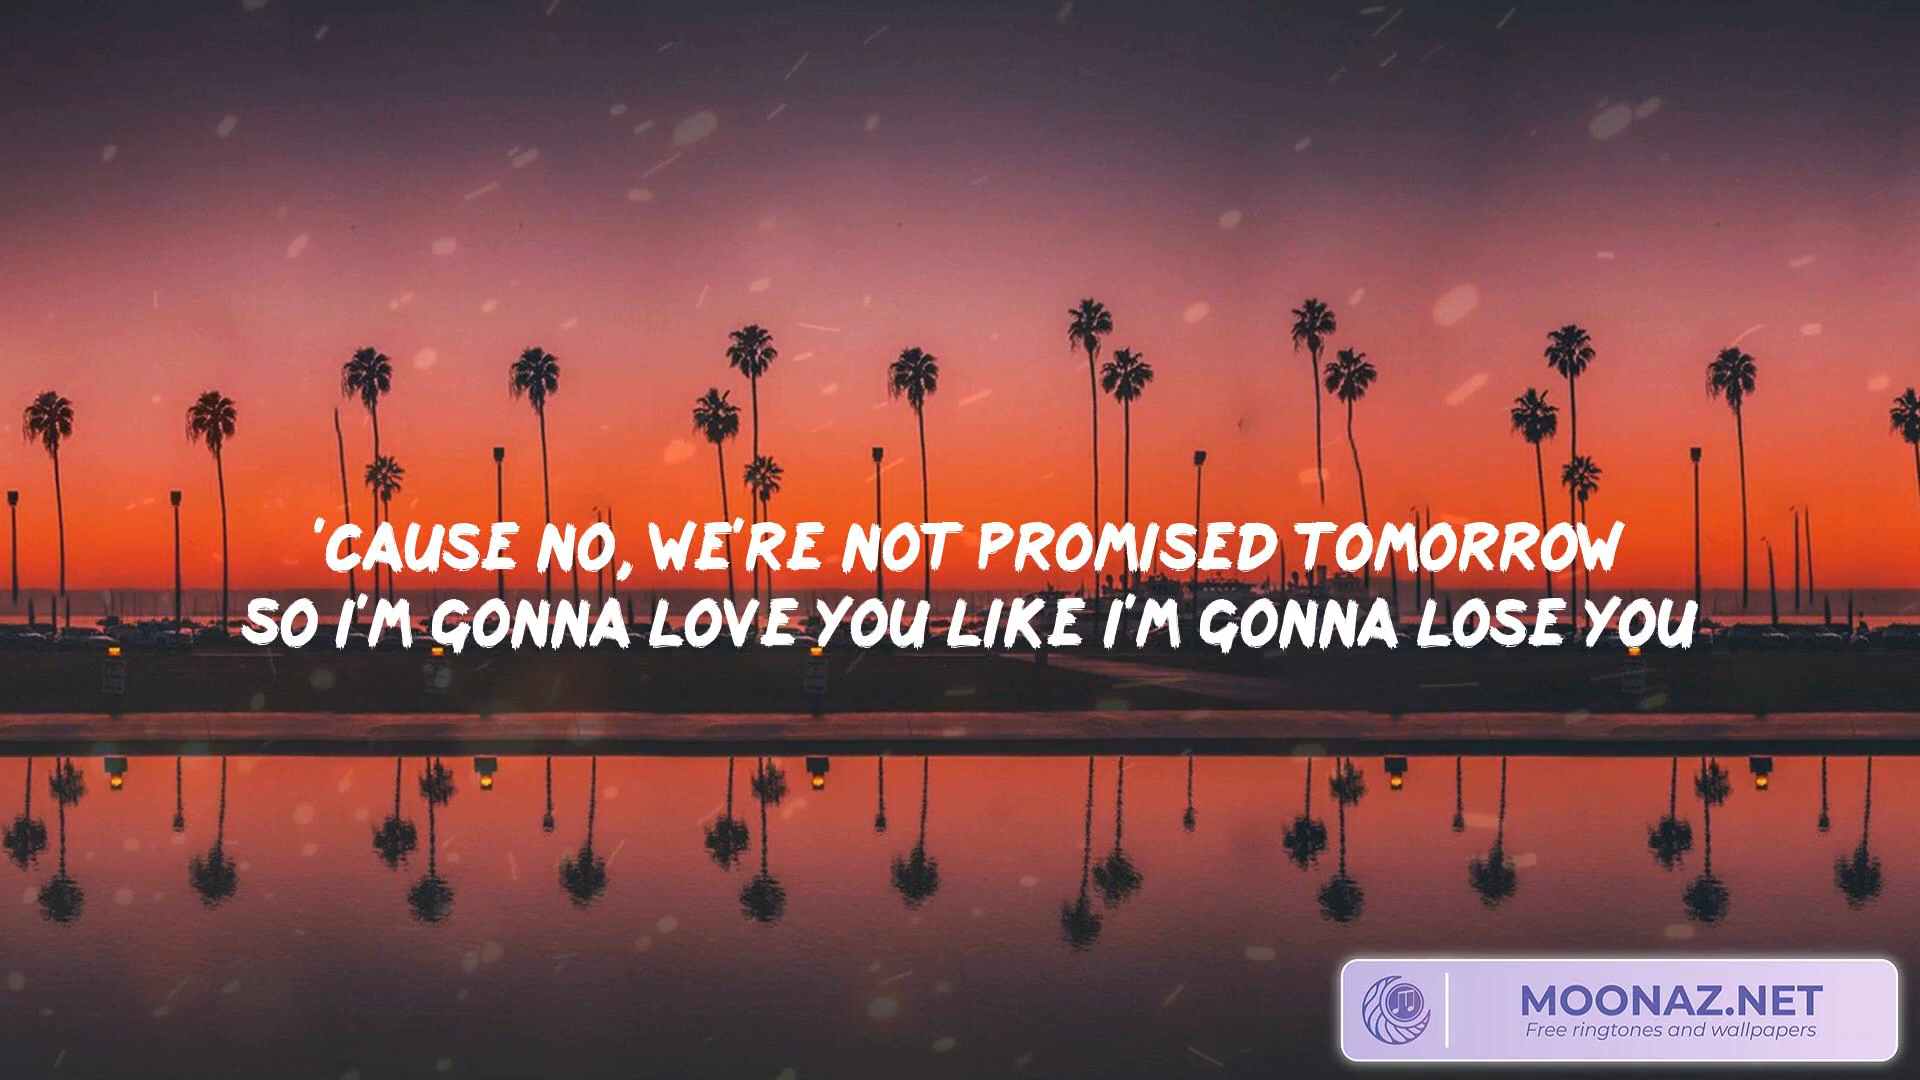 'CAUSE NO, WE'RE NOT PROMISED TOMORROW
SO I'M GONNA LOVE YOU LIKE I'M GONNA LOSE YOU
MOONAZ.NET
Free ringtones and wallpapers